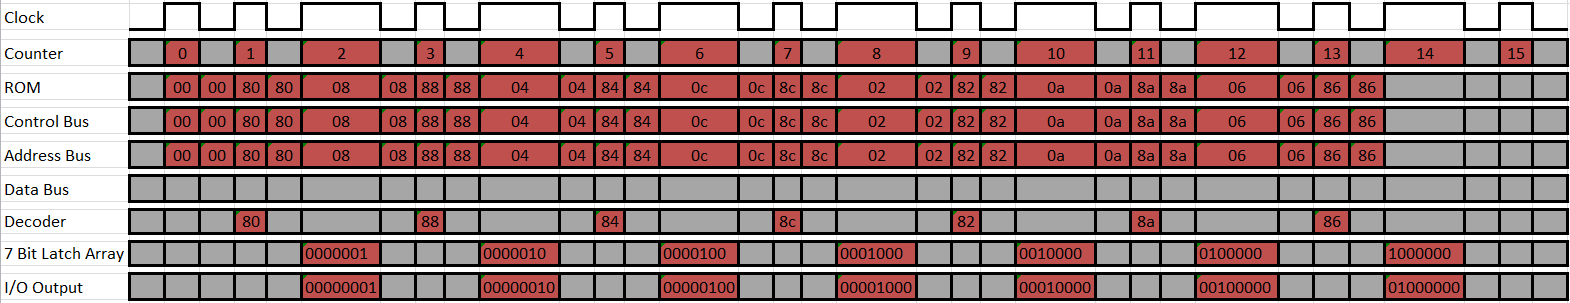 Clock
Counter 0 1 2 3 4 5 6 7 8 9 10 11 12 13 14 15
ROM 00 00 80 80 08 08 88 88 04 04 84 84 0c 0c 8c 8c 02 02 82 82 0a 0a 8a 8a 06 06 86 86
Control Bus 00 00 80 80 08 08 88 88 04 04 84 84 0c 0c 8c 8c 02 02 82 82 0a 0a 8a 8a 06 06 86 86
Address Bus 00 00 80 80 08 08 88 88 04 04 84 84 0c 0c 8c 8c 02 02 82 82 0a 0a 8a 8a 06 06 86 86
Data Bus
Decoder 80 88 84 8c 82 8a 86
7 Bit Latch Array 0000001 0000010 0000100 0001000 0010000 0100000 1000000
I/O Output 00000001 00000010 00000100 00001000 00010000 00100000 01000000